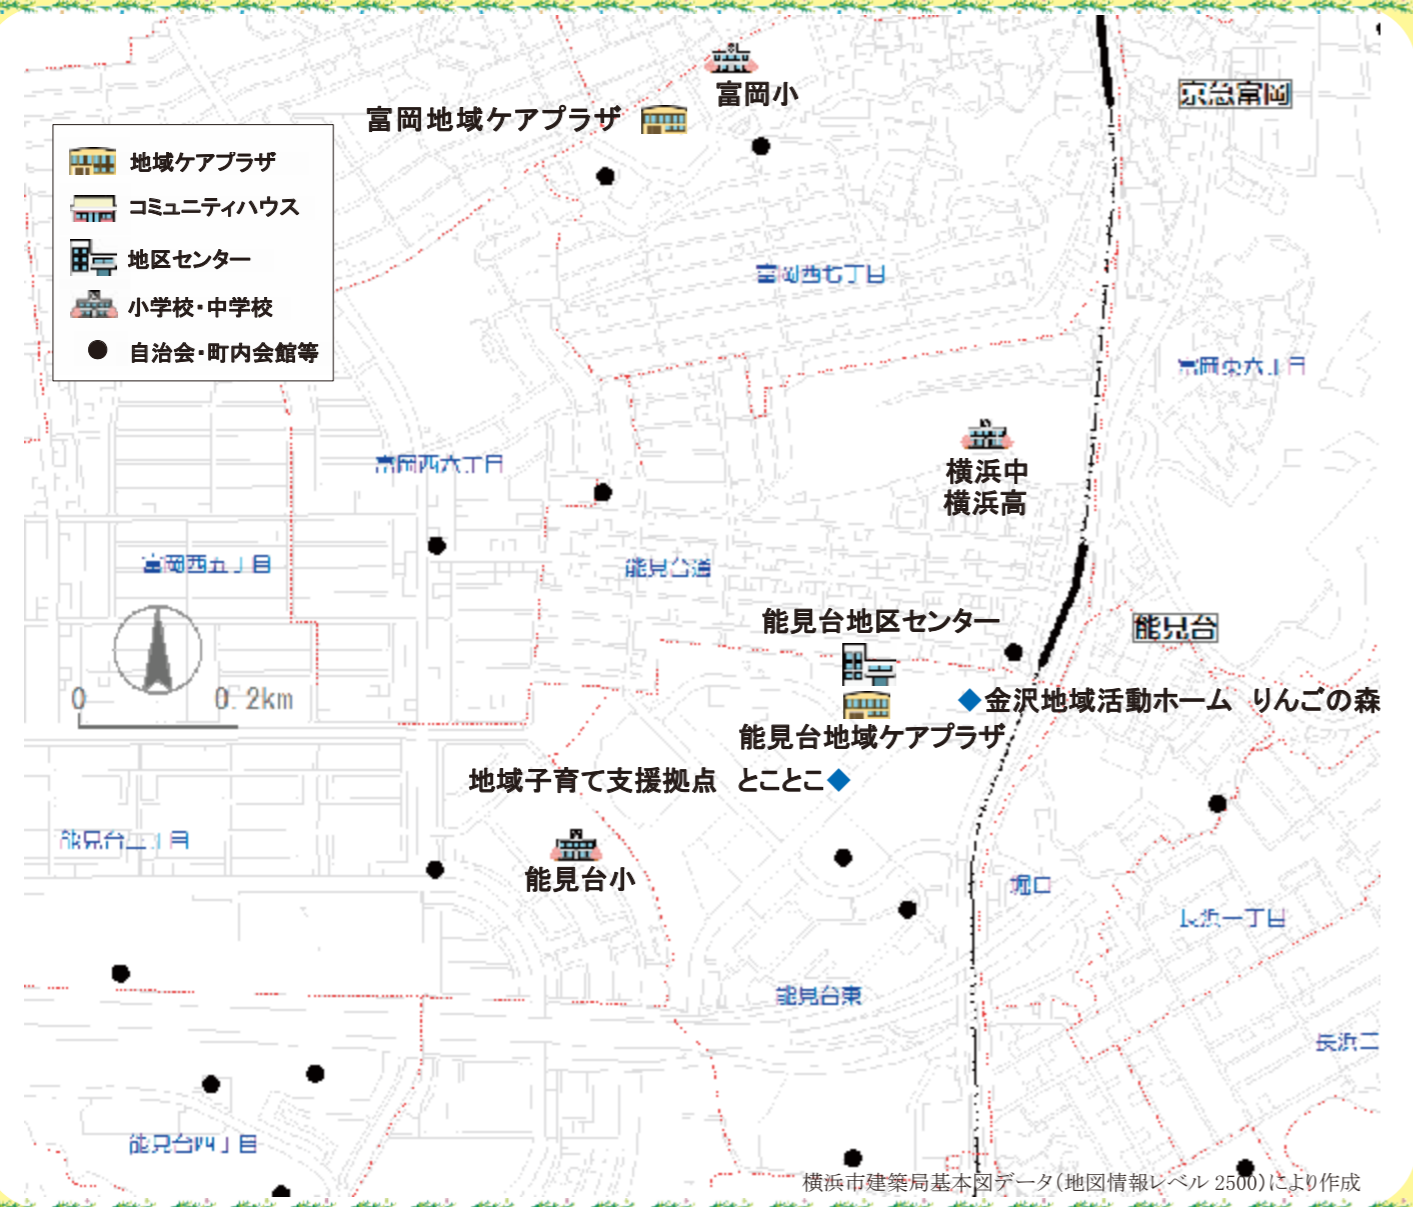 富岡小
京急富岡
富岡地域ケアプラザ
地域ケアプラザ
コミュニティハウス
地区センター
小学校・中学校
自治会・町内会館等
富岡西七丁目
富岡東六丁目
横浜中
横浜高
富岡西六丁目
富岡西五丁目
能見台通
能見台地区センター
能見台
0 0.2km
金沢地域活動ホーム りんごの森
能見台地域ケアプラザ
地域子育て支援拠点 とことこ
能見台小
堀口
長浜一丁目
能見台東
長浜二
能見台四丁目
横浜市建築局基本図データ(地図情報レベル 2500)により作成